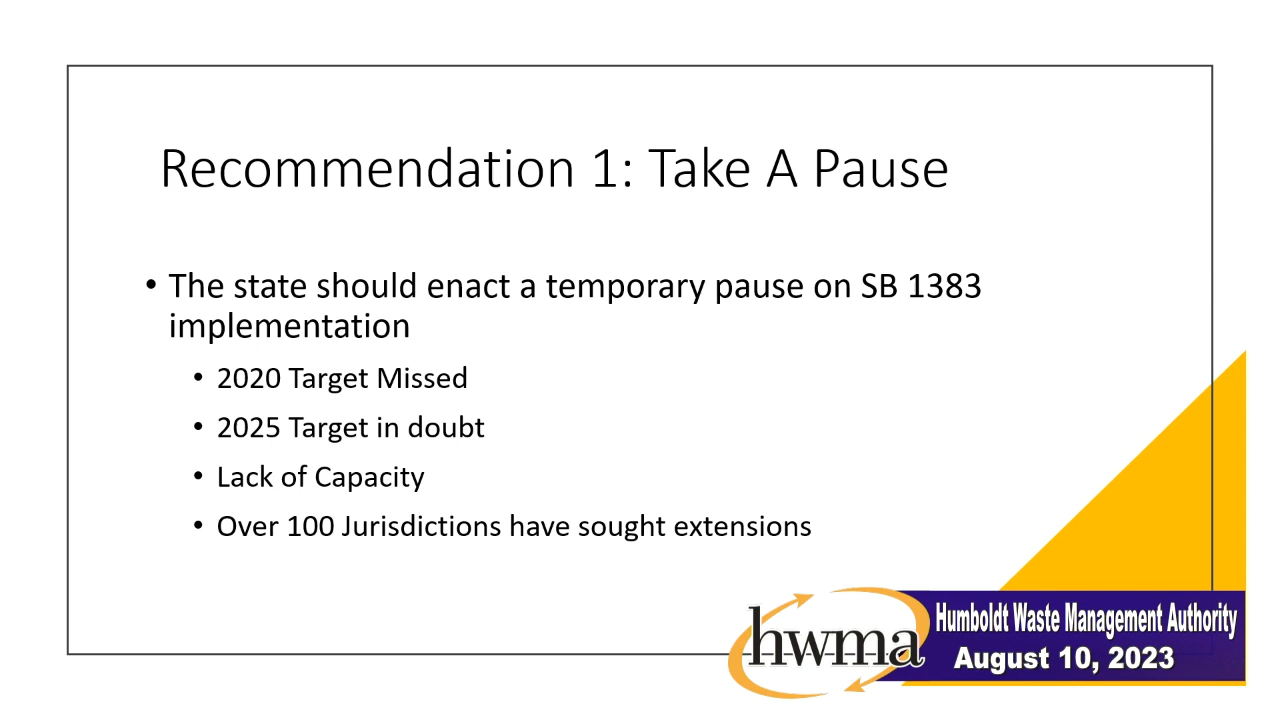 Recommendation 1: Take A Pause
• The state should enact a temporary pause on SB 1383
implementation
• 2020 Target Missed
• 2025 Target in doubt
• Lack of Capacity
• Over 100 Jurisdictions have sought extensions
hwma
Humboldt Waste Management Authority
August 10, 2023